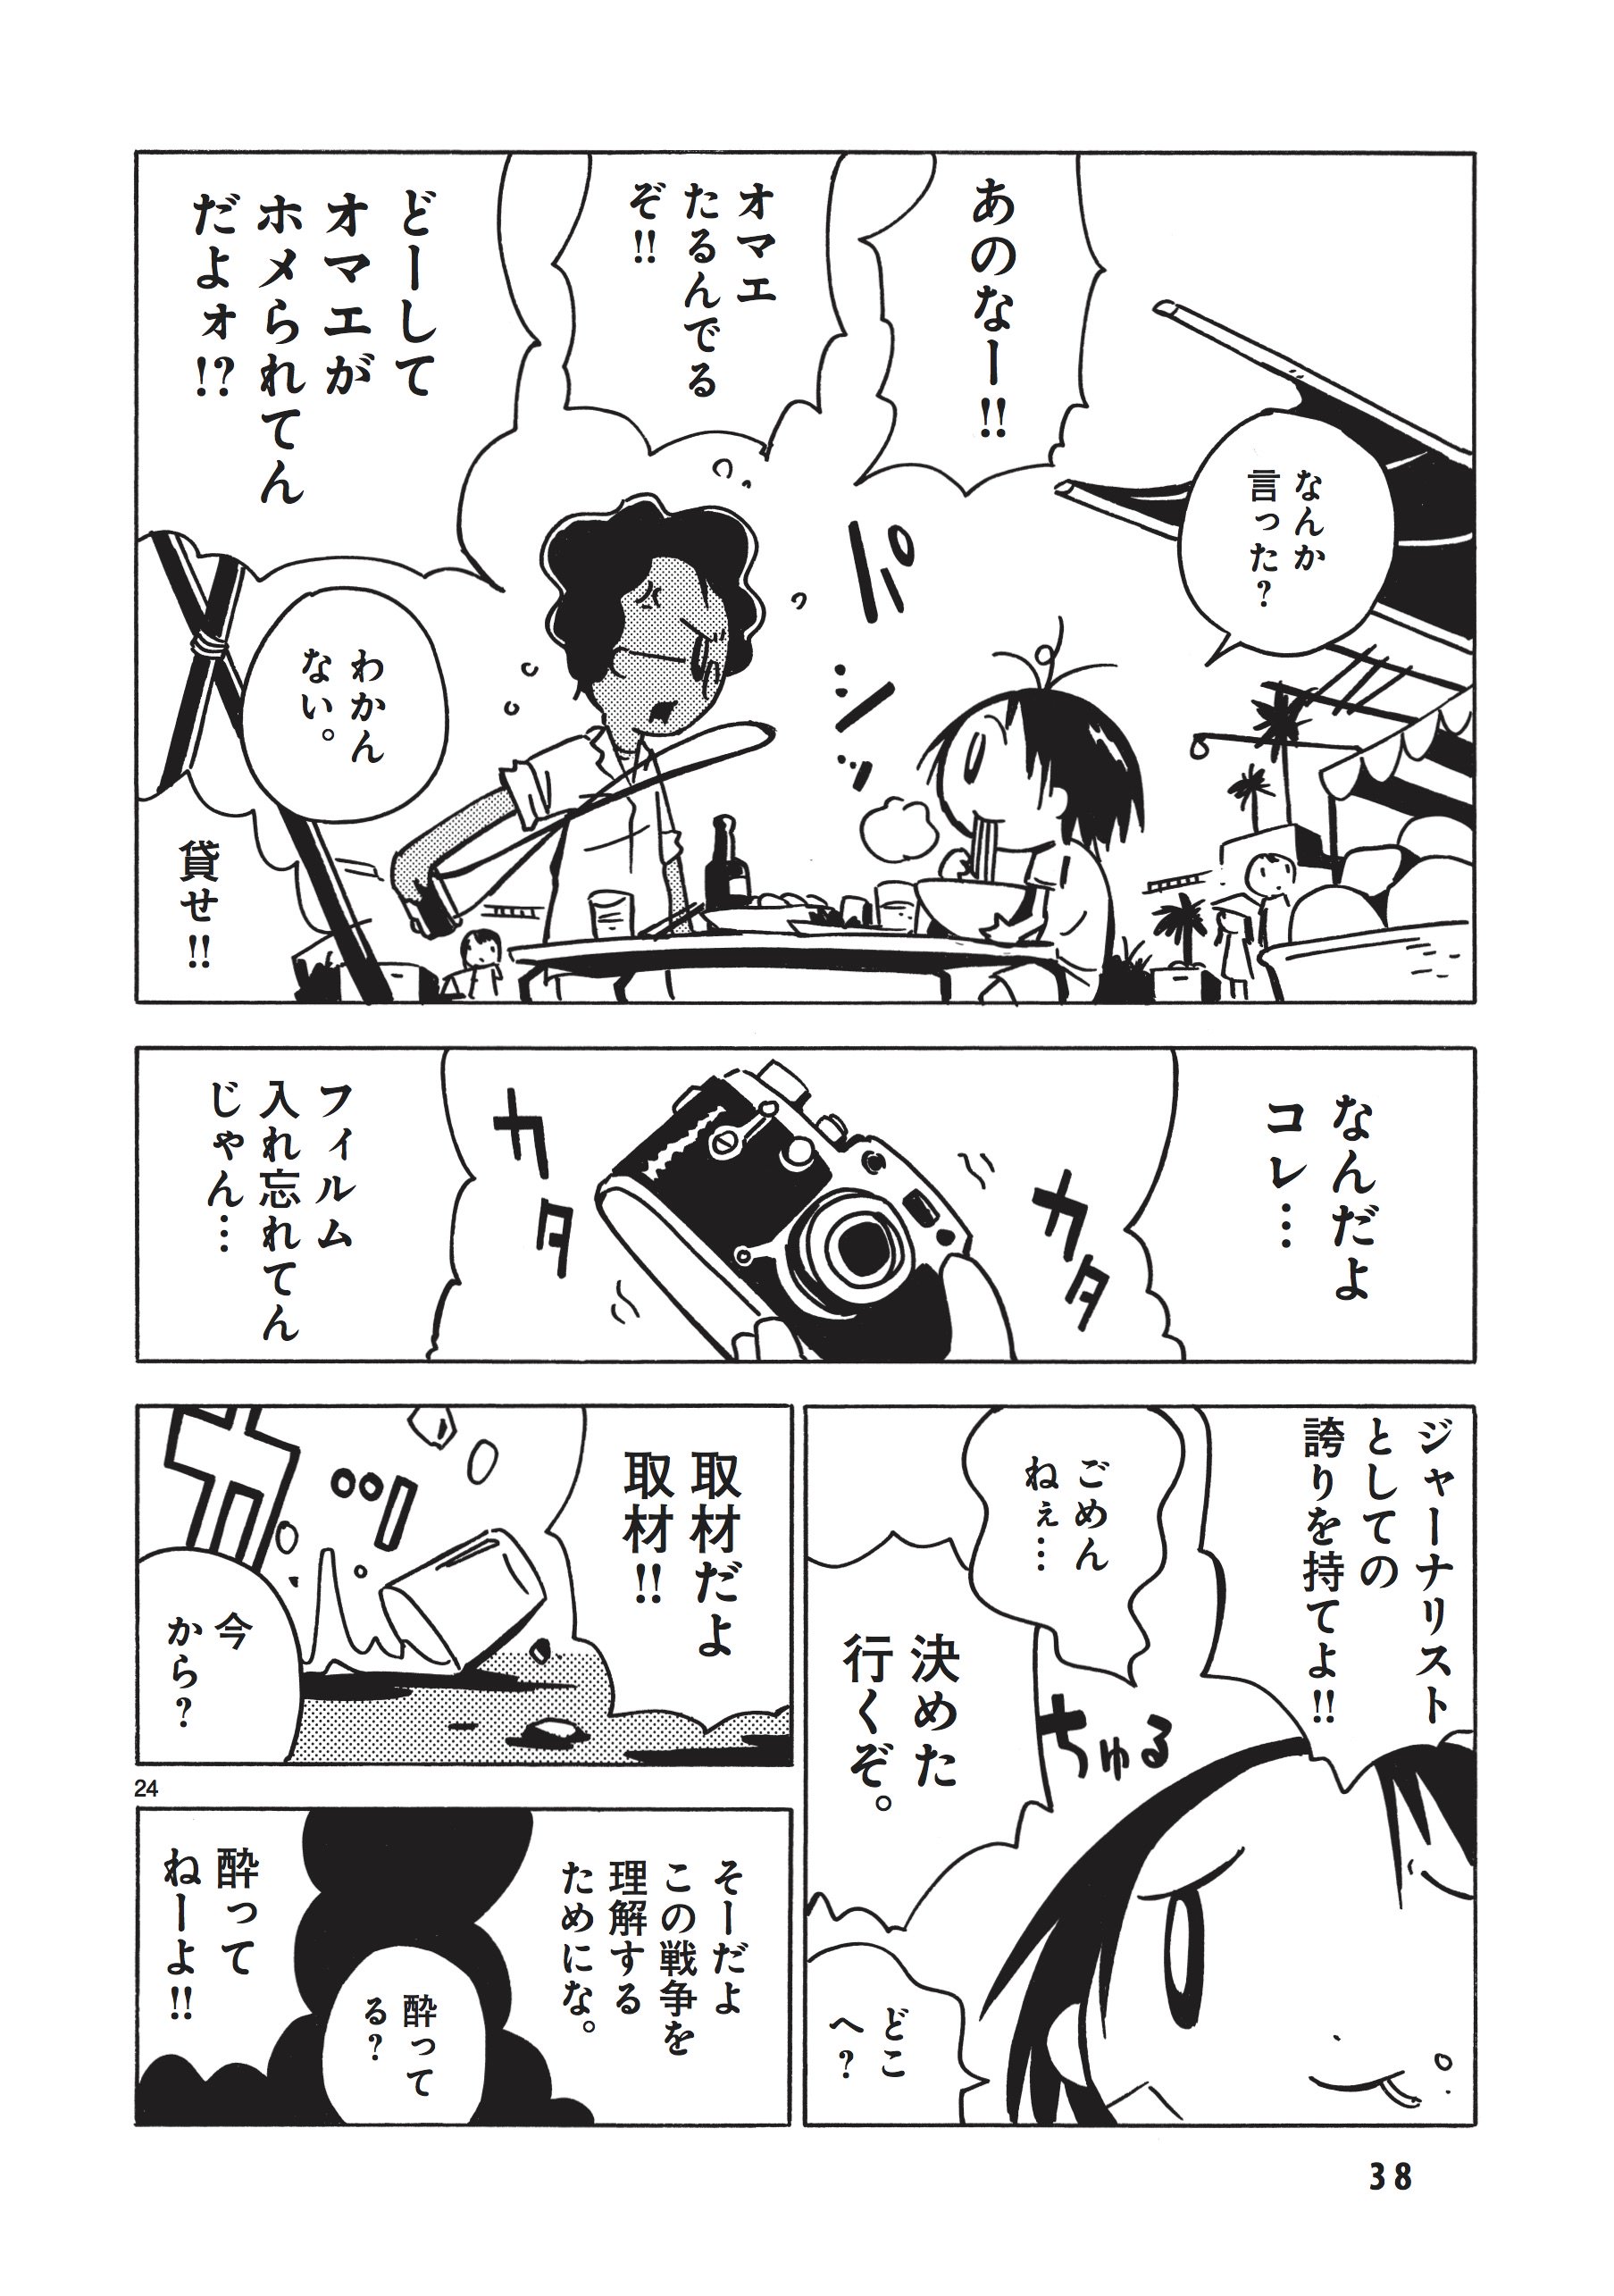 あのなー!!
なんか
言った?
オマエ
たるんでる
ぞ!!
どーして
オマエが
ホメられてん
だよォ!?
バシッ
わかん
ない。
貸せ!!
なんだよ
コレ…
カタ
カタ
フィルム
入れ忘れてん
じゃん…
ジャーナリスト
としての
誇りを持てよ!!
ごめん
ねぇ…
ちゅる
決めた
行くぞ。
どこ
へ?
取材だよ
取材!!
ガッ
今
から?
24
そーだよ
この戦争を
理解する
ためにな。
酔って
る?
酔って
ねーよ!!
38